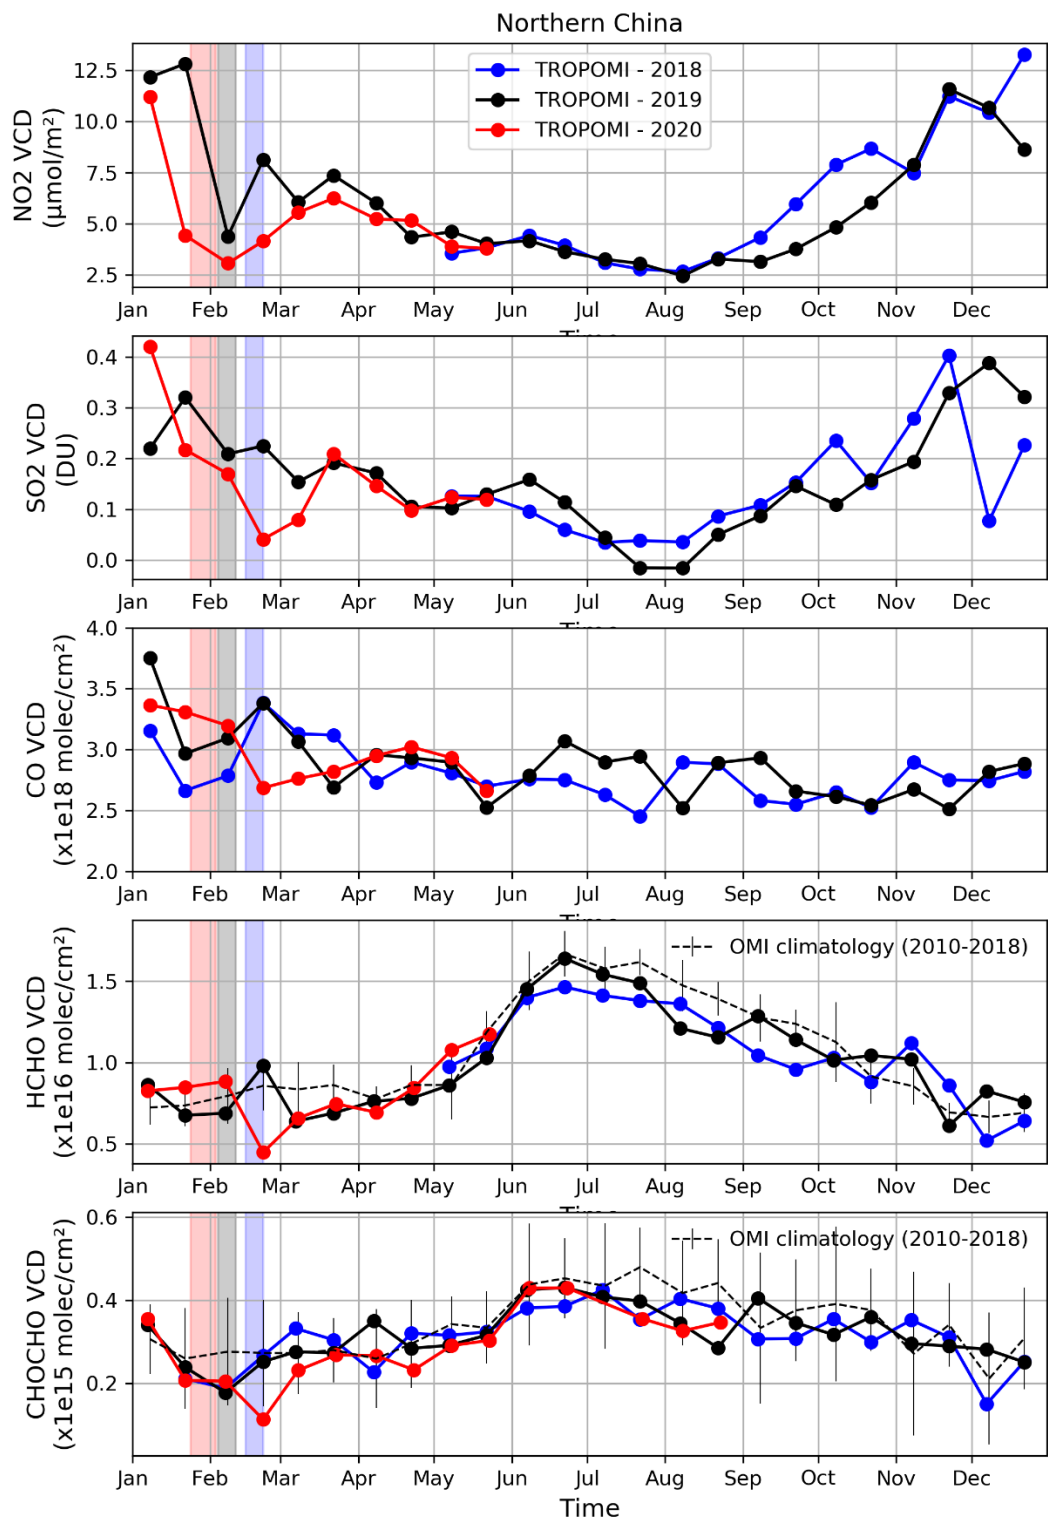 Northern China
NO2 VCD
(μmol/m²)
12.5
10.0
7.5
5.0
2.5
TROPOMI - 2018
TROPOMI - 2019
TROPOMI - 2020
Jan Feb Mar Apr May Jun Jul Aug Sep Oct Nov Dec
SO2 VCD
(DU)
0.4
0.3
0.2
0.1
0.0
Jan Feb Mar Apr May Jun Jul Aug Sep Oct Nov Dec
CO VCD
(x1e18 molec/cm²)
4.0
3.5
3.0
2.5
2.0
Jan Feb Mar Apr May Jun Jul Aug Sep Oct Nov Dec
HCHO VCD
(x1e16 molec/cm²)
1.5
1.0
0.5
OMI climatology (2010-2018)
Jan Feb Mar Apr May Jun Jul Aug Sep Oct Nov Dec
CHOCHO VCD
(x1e15 molec/cm²)
0.6
0.4
0.2
OMI climatology (2010-2018)
Jan Feb Mar Apr May Jun Jul Aug Sep Oct Nov Dec
Time